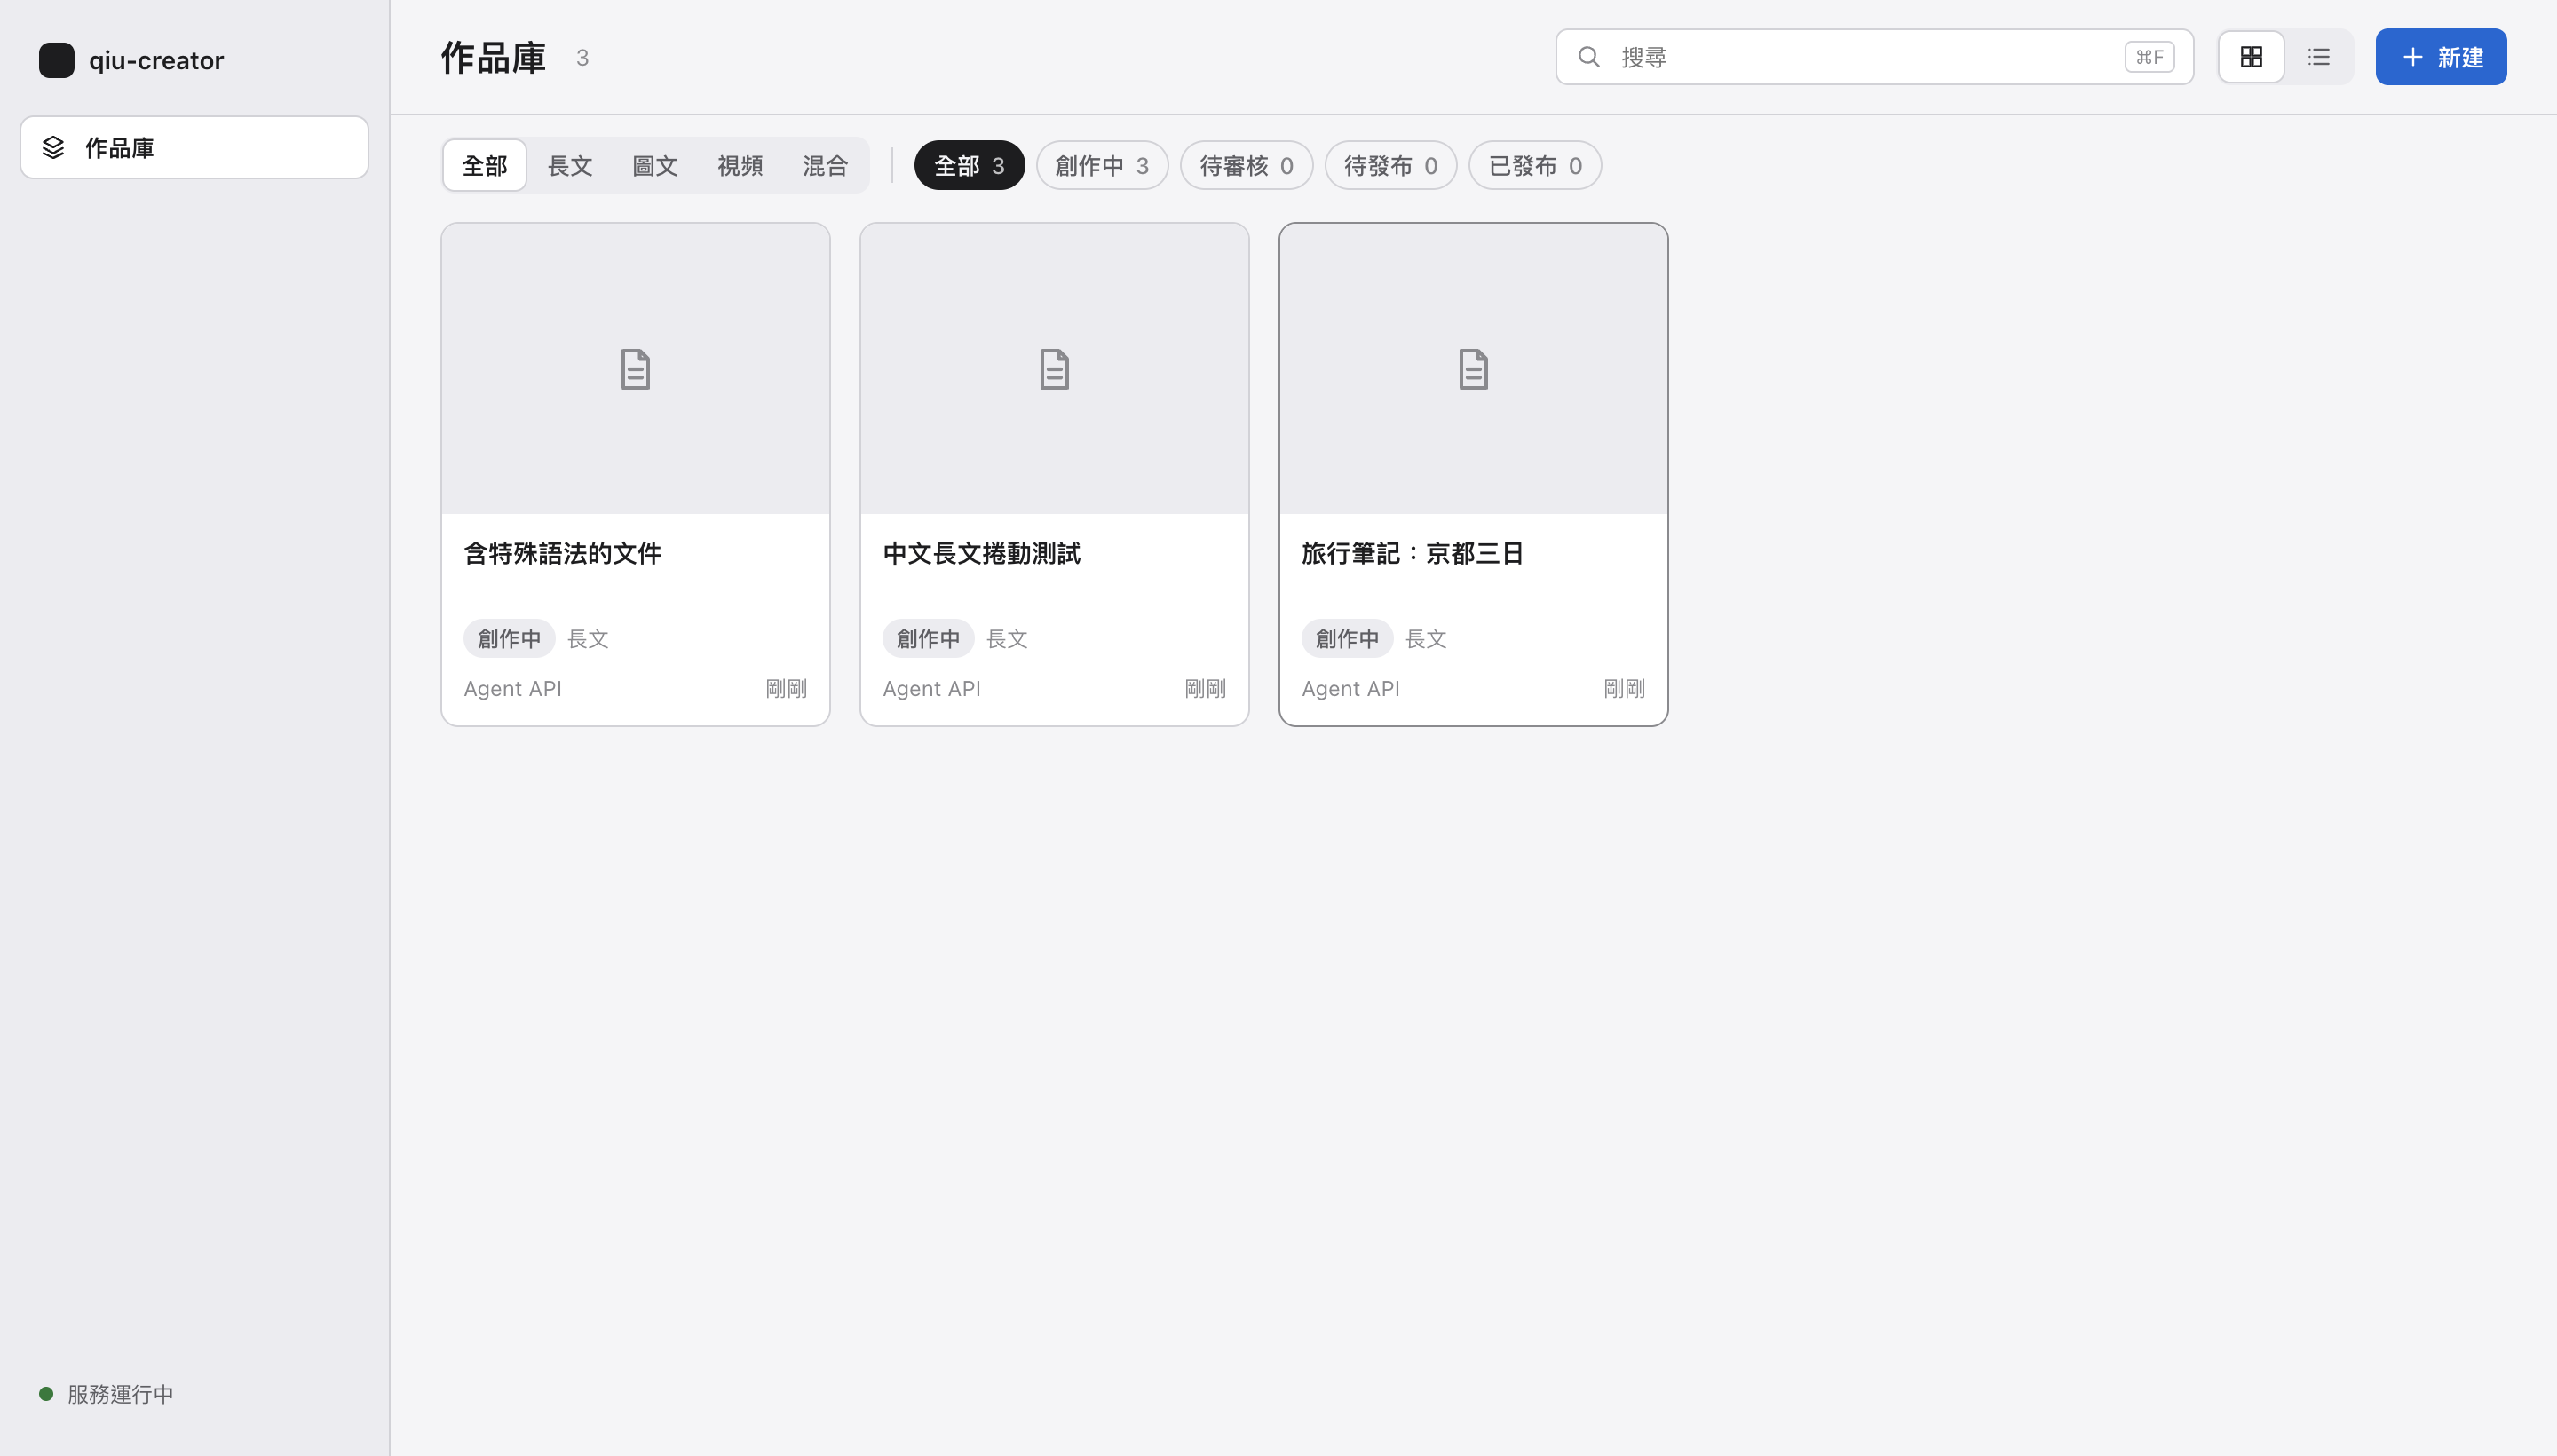 qiu-creator
作品庫
服務運行中
作品庫 3
搜尋 ⌘F
新建
全部 長文 圖文 視頻 混合
全部 3 創作中 3 待審核 0 待發布 0 已發布 0
含特殊語法的文件
創作中 長文
Agent API 剛剛
中文長文捲動測試
創作中 長文
Agent API 剛剛
旅行筆記：京都三日
創作中 長文
Agent API 剛剛